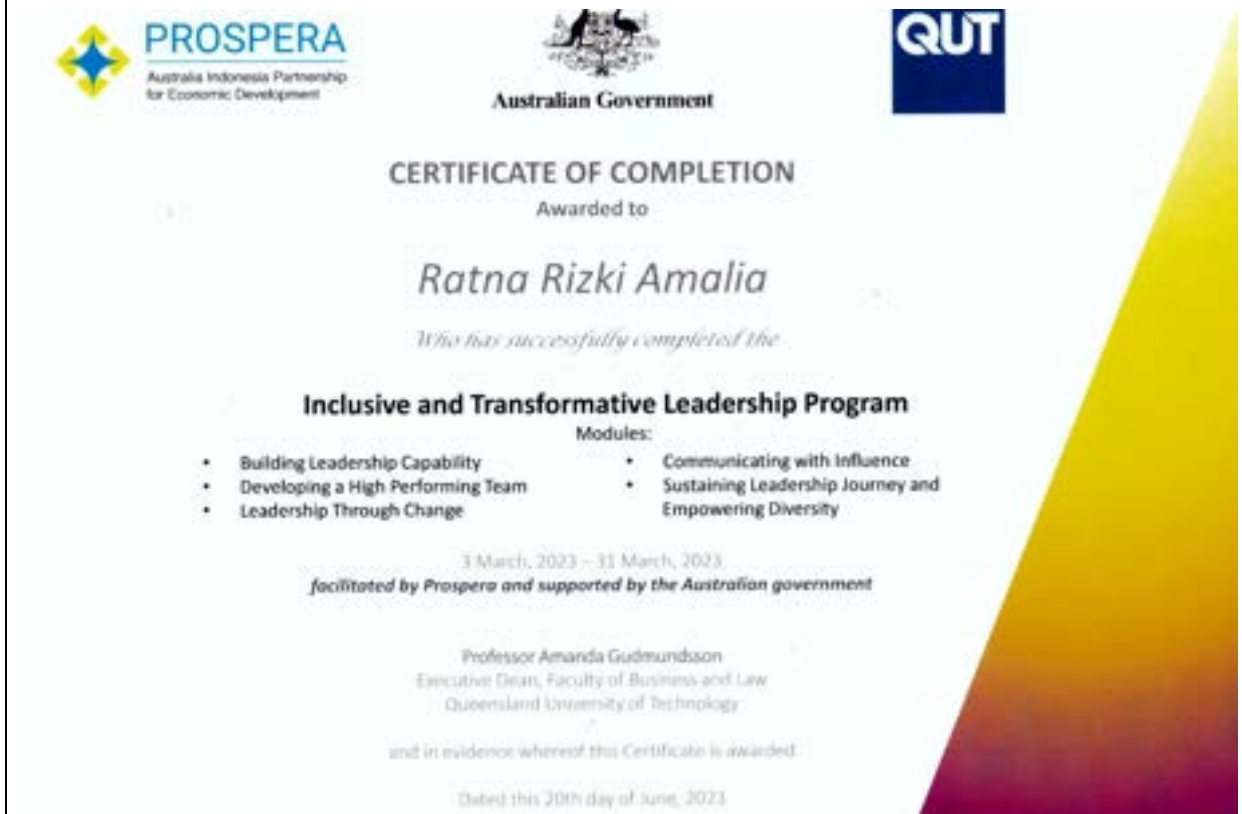 PROSPERA
Australia Indonesia Partnership
for Economic Development
Australian Government
QUT
CERTIFICATE OF COMPLETION
Awarded to
Ratna Rizki Amalia
Who has successfully completed the
Inclusive and Transformative Leadership Program
Modules:
• Building Leadership Capability
• Developing a High Performing Team
• Leadership Through Change
• Communicating with Influence
• Sustaining Leadership Journey and
Empowering Diversity
3 March, 2023 – 31 March, 2023
facilitated by Prospera and supported by the Australian government
Professor Amanda Gudmundsson
Executive Dean, Faculty of Business and Law
Queensland University of Technology
and in evidence whereof this Certificate is awarded
Dated this 20th day of June, 2023